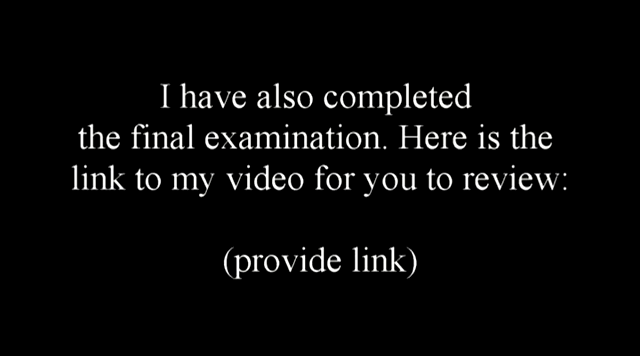 I have also completed
the final examination. Here is the
link to my video for you to review:
(provide link)